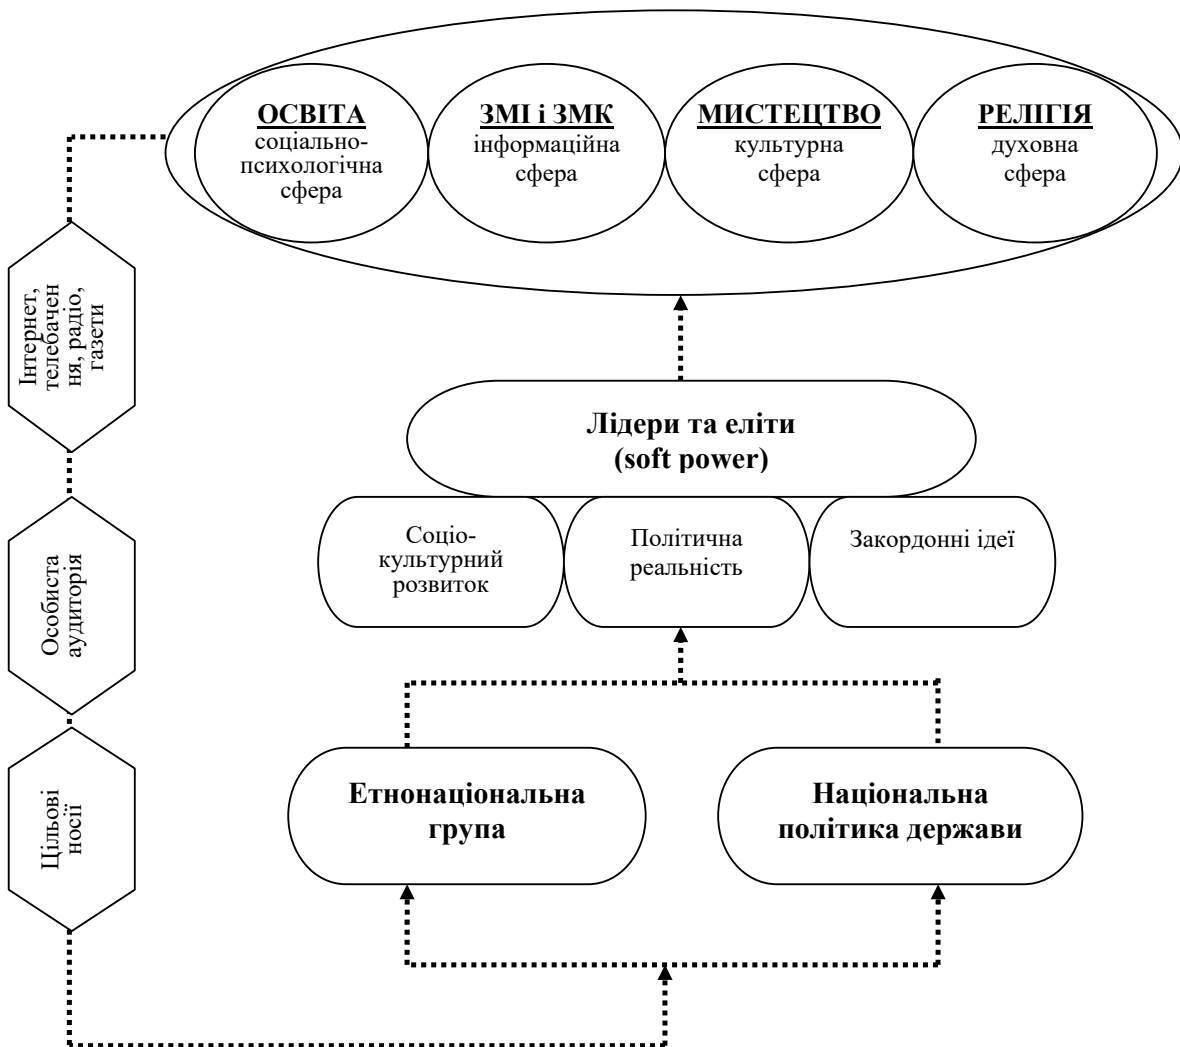 ОСВІТА
соціально-
психологічна
сфера
ЗМІ і ЗМК
інформаційна
сфера
МИСТЕЦТВО
культурна
сфера
РЕЛІГІЯ
духовна
сфера
Інтернет,
телебачен
ня, радіо,
газети
Лідери та еліти
(soft power)
Соціо-
культурний
розвиток
Політична
реальність
Закордонні ідеї
Особиста
аудиторія
Етнонаціональна
група
Національна
політика держави
Цільові
носії